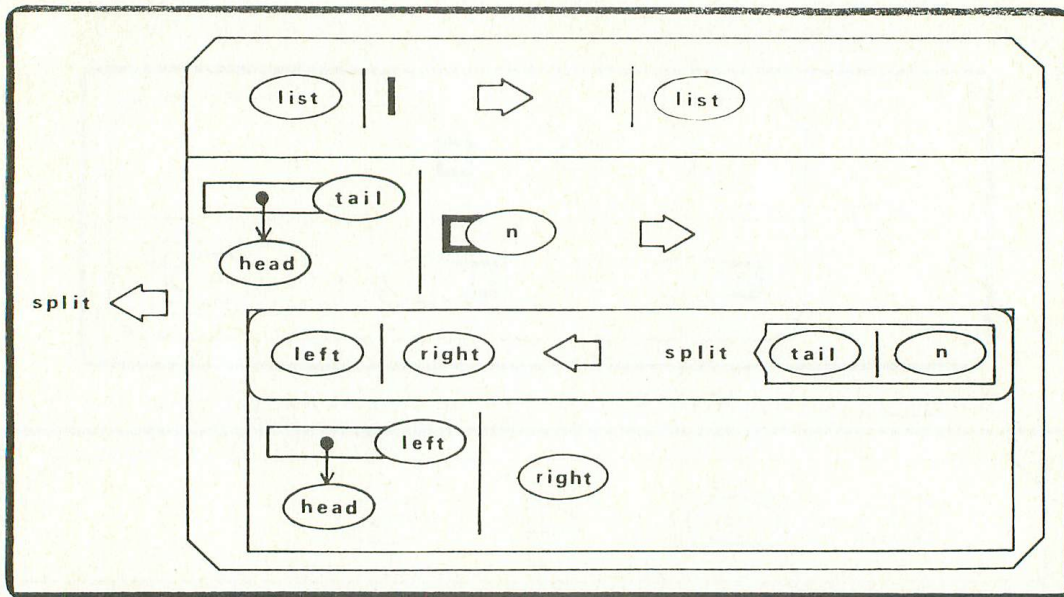 list list
tail
n
head
split
left right split tail n
left
right
head